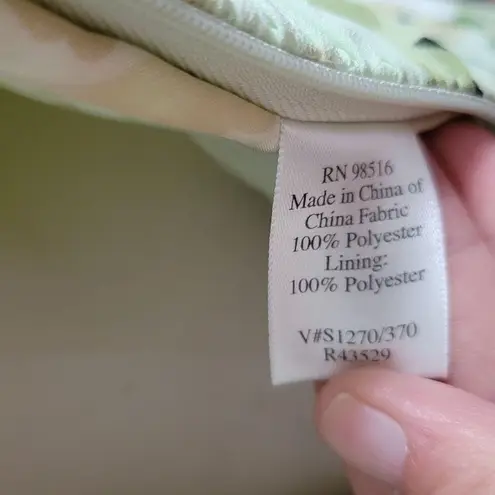 RN 98516
Made in China of
China Fabric
100% Polyester
Lining:
100% Polyester
V#S1270/370
R43529